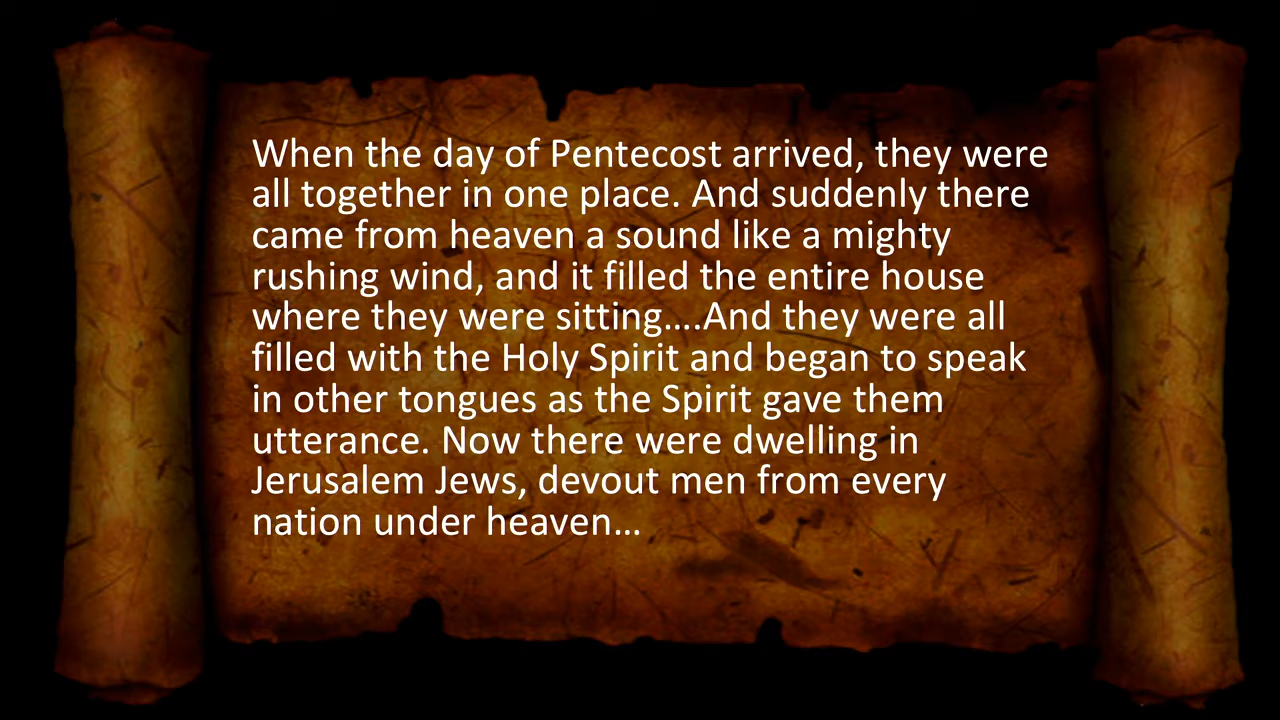 When the day of Pentecost arrived, they were
all together in one place. And suddenly there
came from heaven a sound like a mighty
rushing wind, and it filled the entire house
where they were sitting….And they were all
filled with the Holy Spirit and began to speak
in other tongues as the Spirit gave them
utterance. Now there were dwelling in
Jerusalem Jews, devout men from every
nation under heaven…